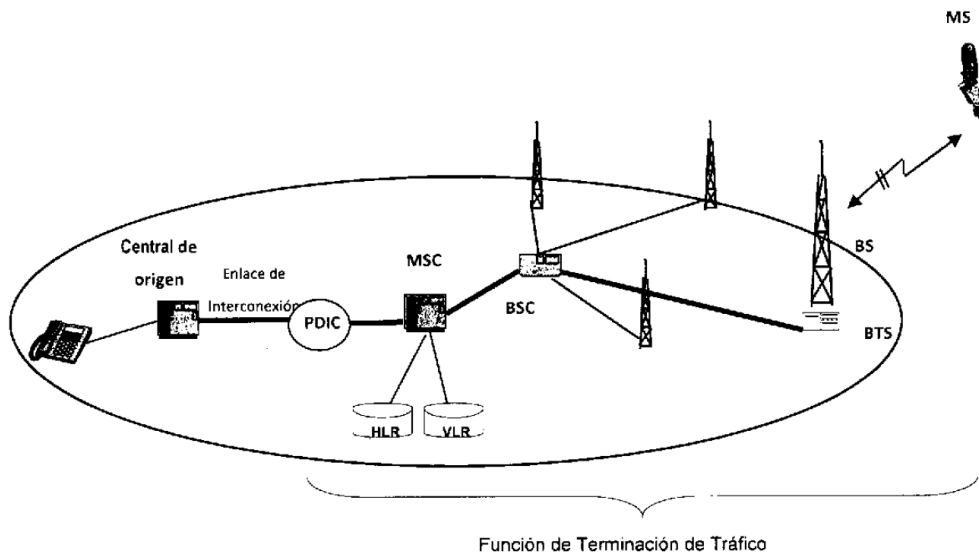 MS
Central de
origen
Enlace de
Interconexión
PDIC
MSC
BSC
BS
BTS
HLR
VLR
Función de Terminación de Tráfico